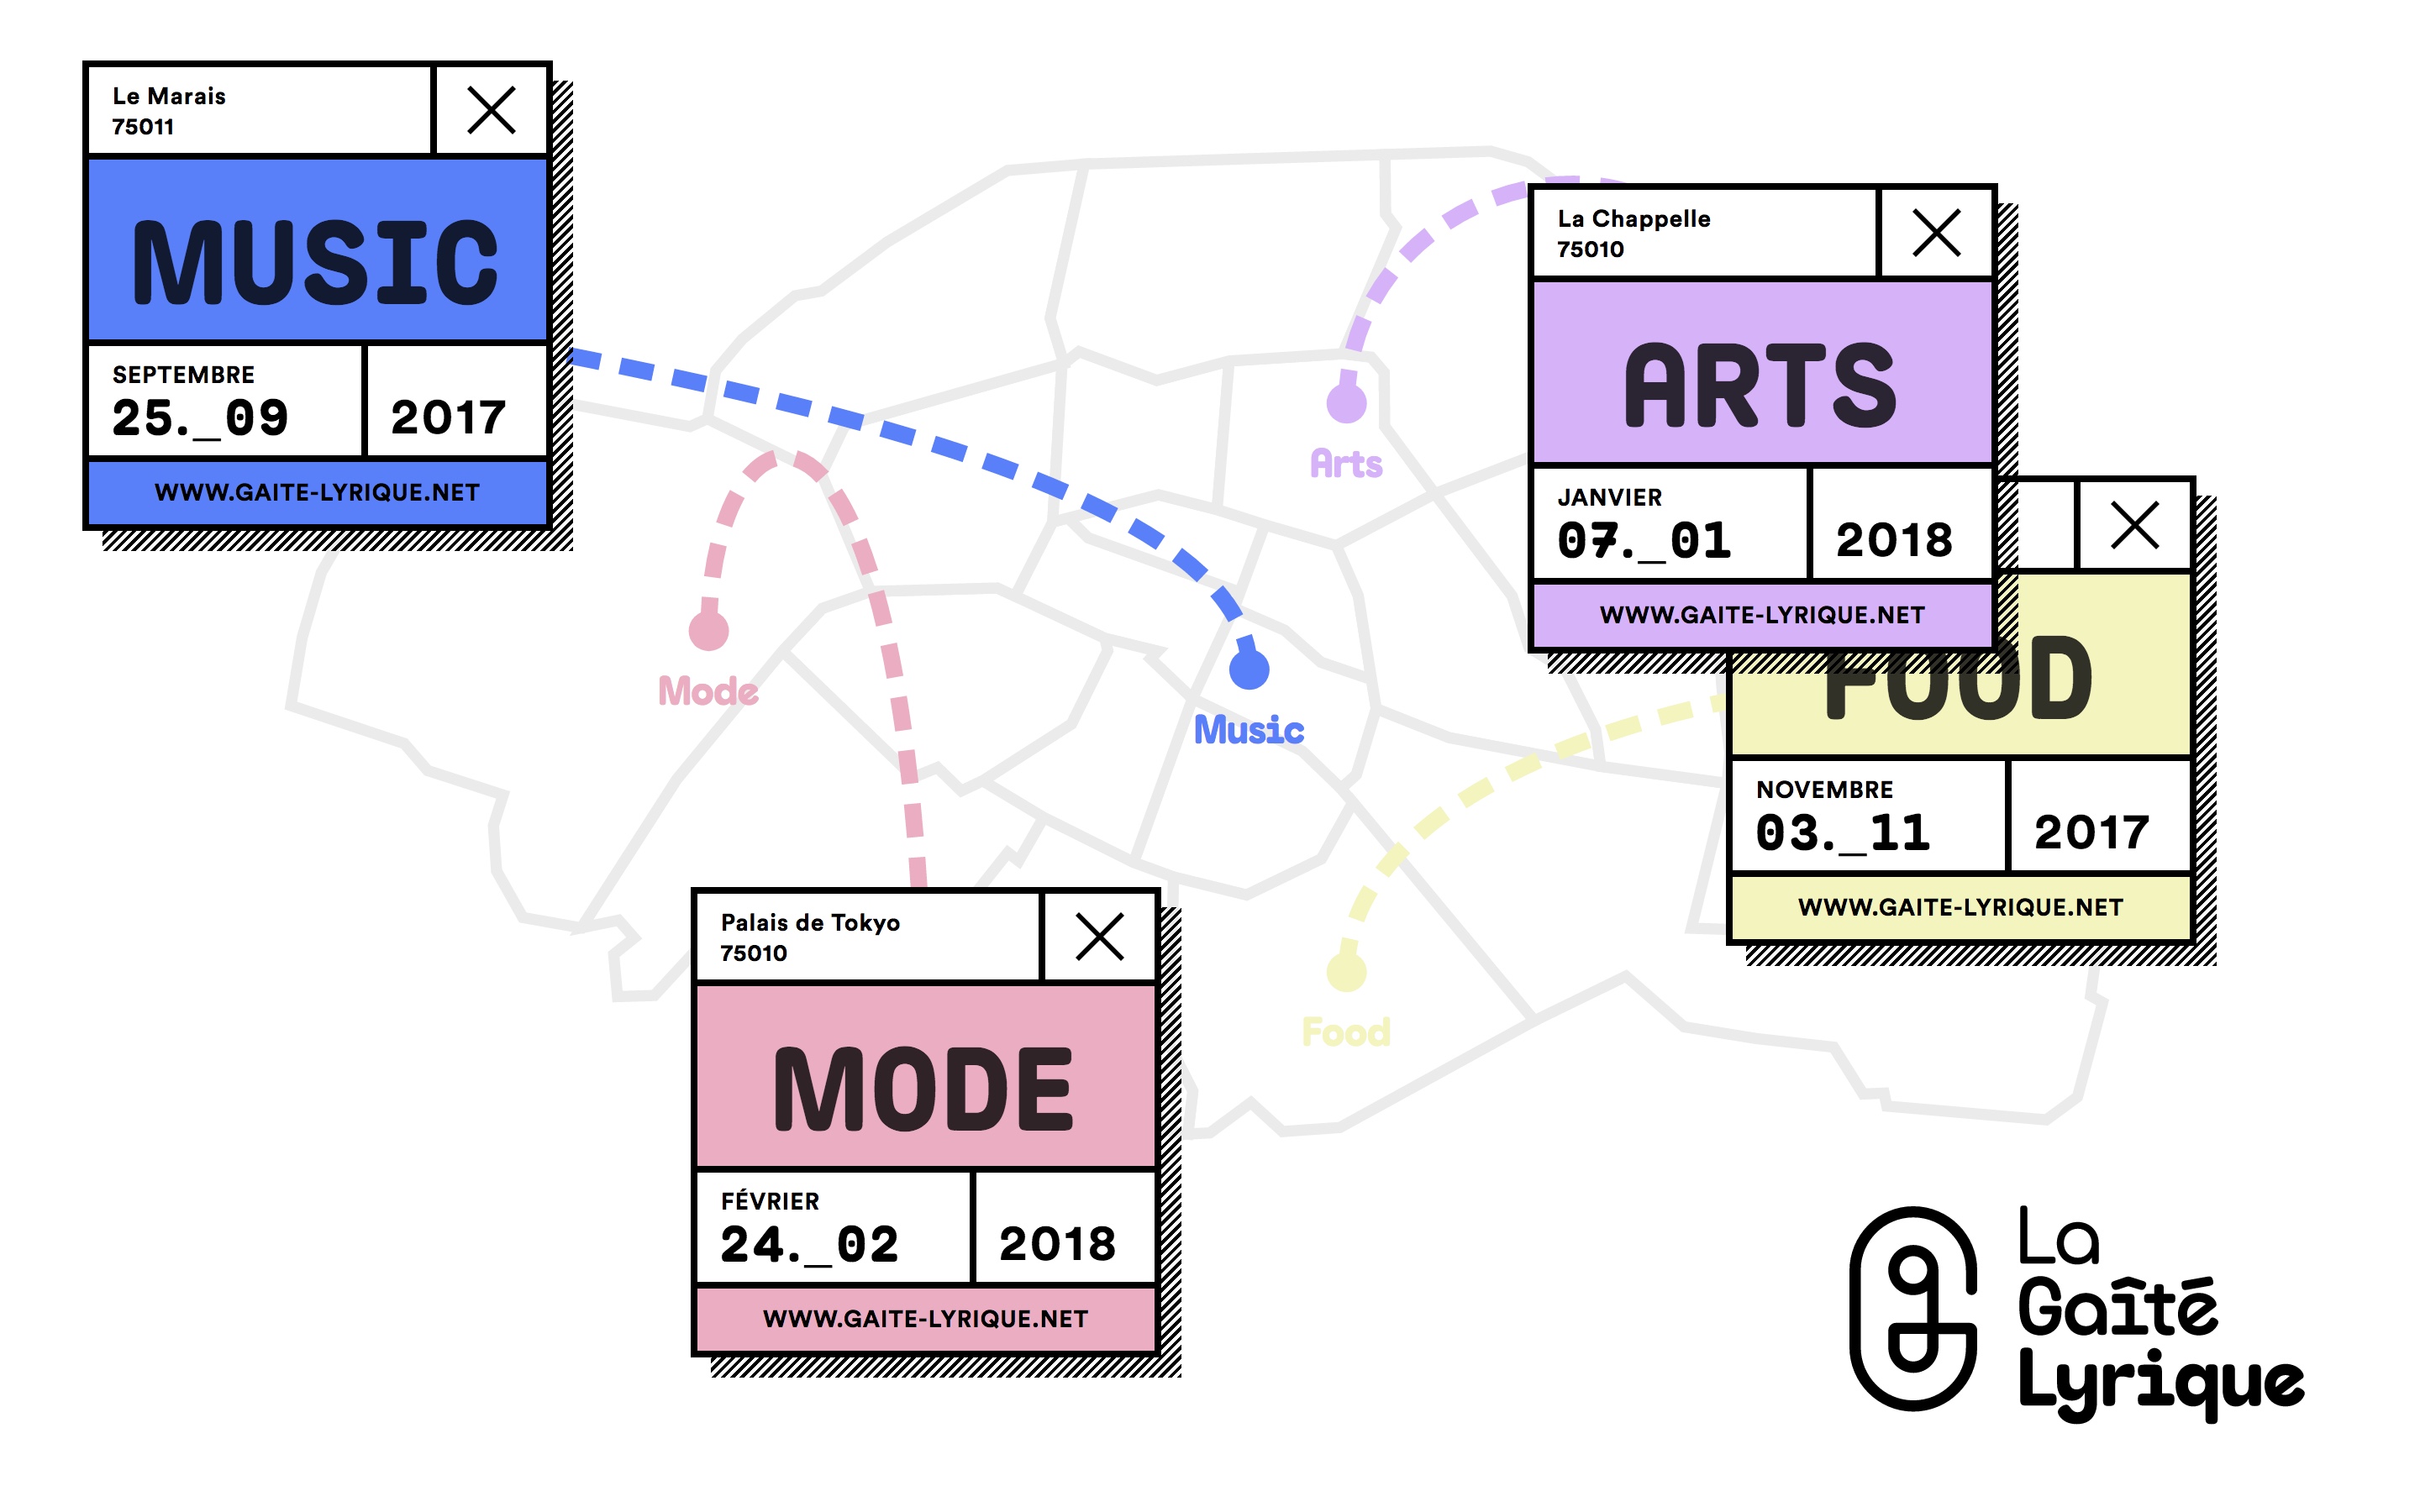 Le Marais
75011
MUSIC
SEPTEMBRE
25._09
2017
WWW.GAITE-LYRIQUE.NET
La Chappelle
75010
ARTS
JANVIER
07._01
2018
WWW.GAITE-LYRIQUE.NET
FOOD
NOVEMBRE
03._11
2017
WWW.GAITE-LYRIQUE.NET
Arts
Mode
Music
Food
Palais de Tokyo
75010
MODE
FÉVRIER
24._02
2018
WWW.GAITE-LYRIQUE.NET
La
Gaîté
Lyrique